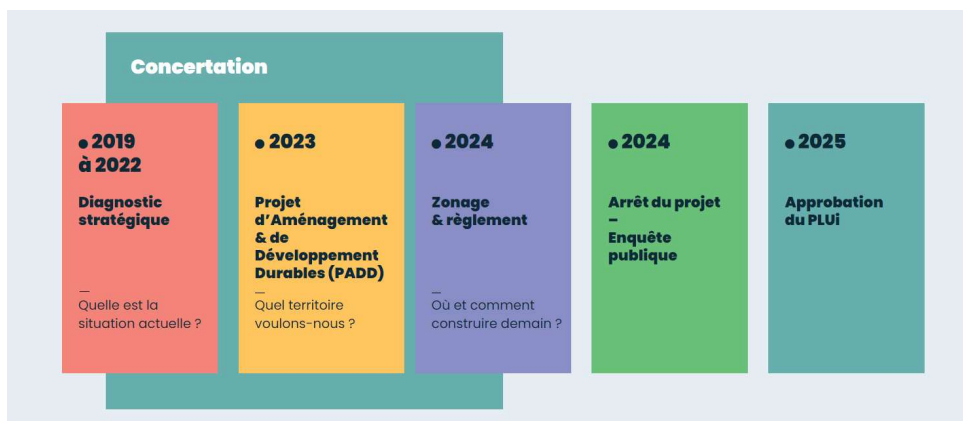 Concertation
• 2019
à 2022
Diagnostic
stratégique
—
Quelle est la
situation actuelle ?
• 2023
Projet
d'Aménagement
& de
Développement
Durables (PADD)
—
Quel territoire
voulons-nous ?
• 2024
Zonage
& règlement
—
Où et comment
construire demain ?
• 2024
Arrêt du projet
–
Enquête
publique
• 2025
Approbation
du PLUi